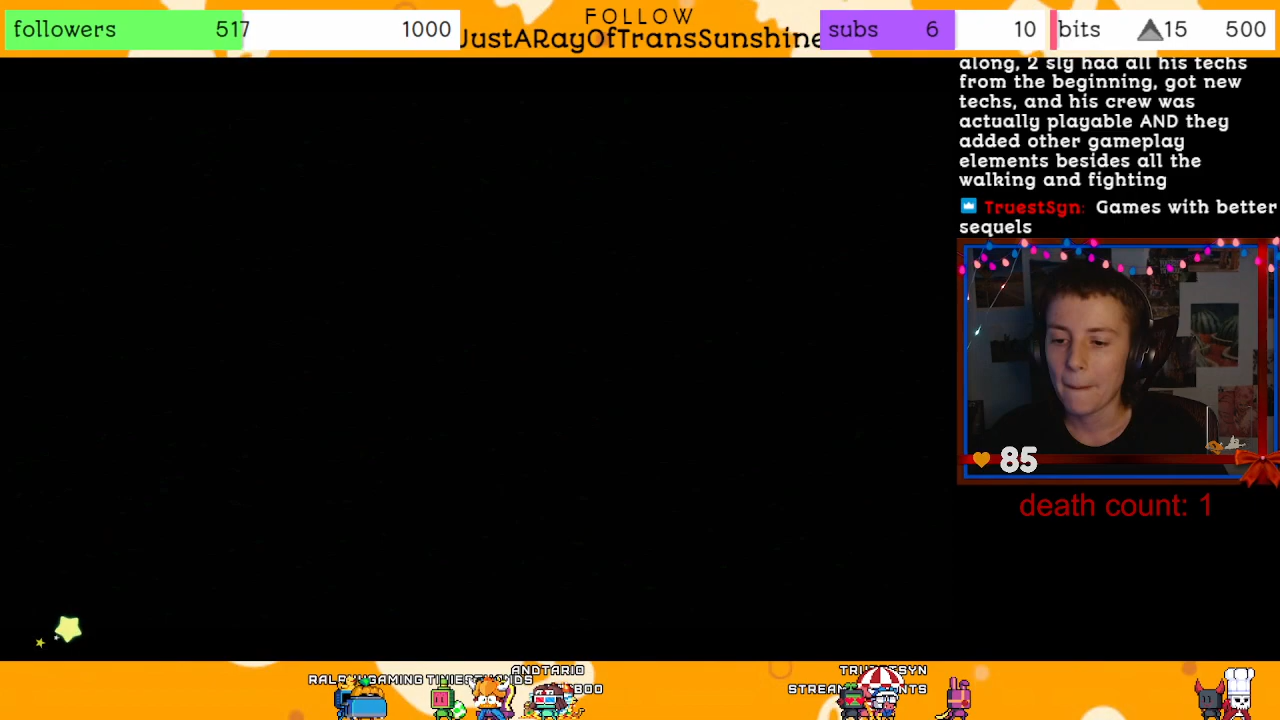 followers 517 1000
FOLLOW
JustARayOfTransSunshine
subs 6 10
bits 15 500
along, 2 sly had all his techs
from the beginning, got new
techs, and his crew was
actually playable AND they
added other gameplay
elements besides all the
walking and fighting
TruestSyn: Games with better
sequels
85
death count: 1
ANDTARIO
BOO